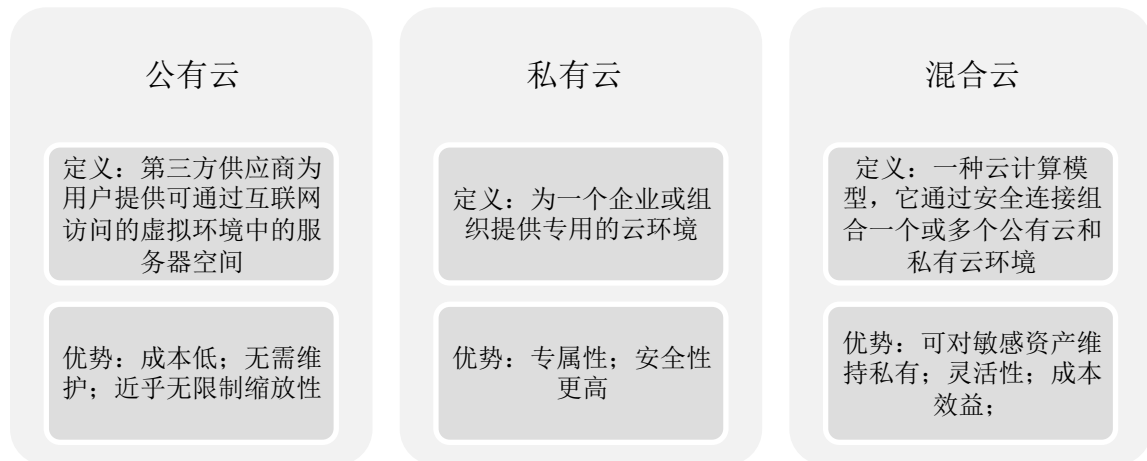 公有云
定义：第三方供应商为
用户提供可通过互联网
访问的虚拟环境中的服
务器空间
优势：成本低；无需维
护；近乎无限制缩放性
私有云
定义：为一个企业或组
织提供专用的云环境
优势：专属性；安全性
更高
混合云
定义：一种云计算模
型，它通过安全连接组
合一个或多个公有云和
私有云环境
优势：可对敏感资产维
持私有；灵活性；成本
效益；